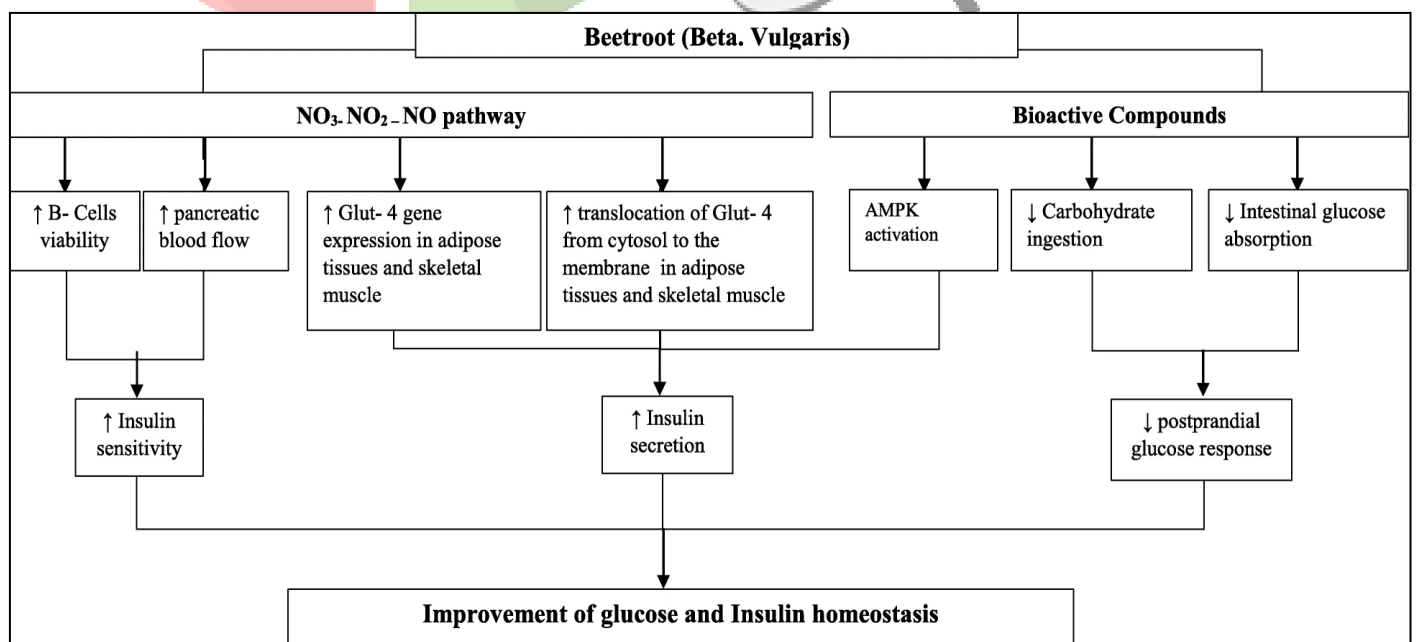 Beetroot (Beta. Vulgaris)
NO₃- NO₂ – NO pathway
Bioactive Compounds
↑ B- Cells
viability
↑ pancreatic
blood flow
↑ Glut- 4 gene
expression in adipose
tissues and skeletal
muscle
↑ translocation of Glut- 4
from cytosol to the
membrane in adipose
tissues and skeletal muscle
AMPK
activation
↓ Carbohydrate
ingestion
↓ Intestinal glucose
absorption
↑ Insulin
sensitivity
↑ Insulin
secretion
↓ postprandial
glucose response
Improvement of glucose and Insulin homeostasis